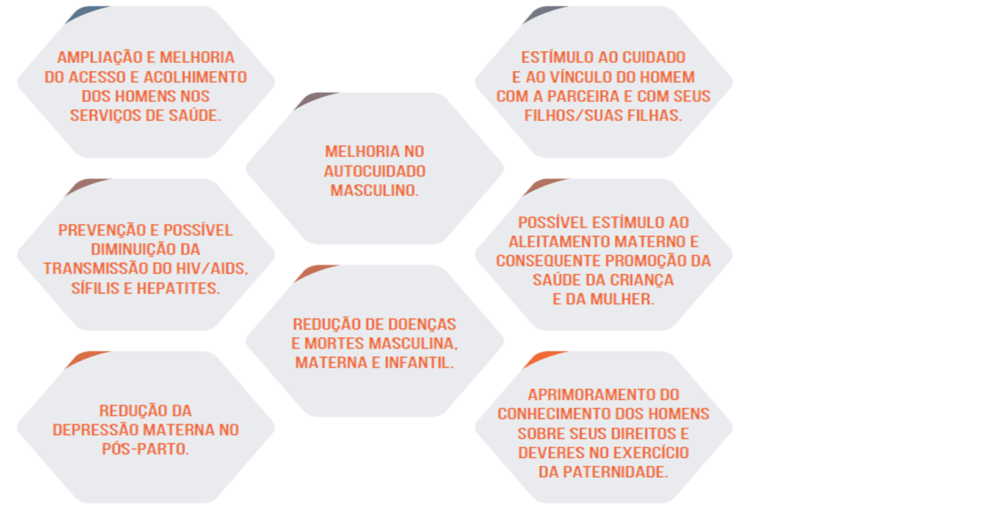 AMPLIAÇÃO E MELHORIA
DO ACESSO E ACOLHIMENTO
DOS HOMENS NOS
SERVIÇOS DE SAÚDE.
MELHORIA NO
AUTOCUIDADO
MASCULINO.
ESTÍMULO AO CUIDADO
E AO VÍNCULO DO HOMEM
COM A PARCEIRA E COM SEUS
FILHOS/SUAS FILHAS.
PREVENÇÃO E POSSÍVEL
DIMINUIÇÃO DA
TRANSMISSÃO DO HIV/AIDS,
SÍFILIS E HEPATITES.
REDUÇÃO DE DOENÇAS
E MORTES MASCULINA,
MATERNA E INFANTIL.
POSSÍVEL ESTÍMULO AO
ALEITAMENTO MATERNO E
CONSEQUENTE PROMOÇÃO DA
SAÚDE DA CRIANÇA
E DA MULHER.
REDUÇÃO DA
DEPRESSÃO MATERNA NO
PÓS-PARTO.
APRIMORAMENTO DO
CONHECIMENTO DOS HOMENS
SOBRE SEUS DIREITOS E
DEVERES NO EXERCÍCIO
DA PATERNIDADE.